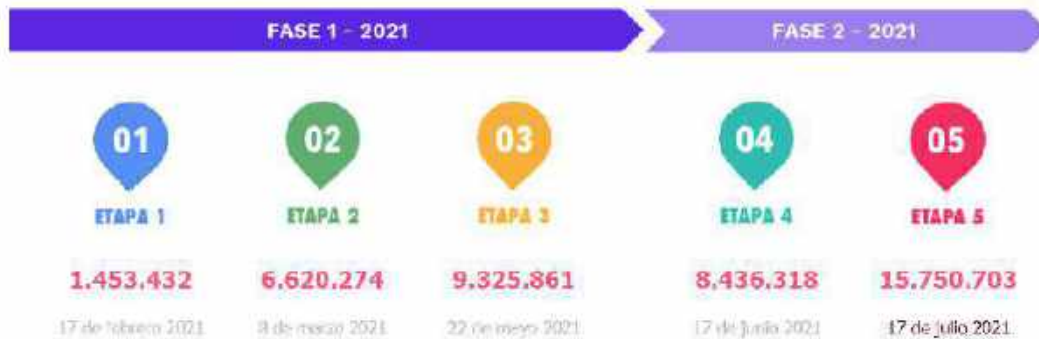 FASE 1 - 2021
FASE 2 - 2021
01
02
03
04
05
ETAPA 1
ETAPA 2
ETAPA 3
ETAPA 4
ETAPA 5
1.453.432
6.620.274
9.325.861
8.436.318
15.750.703
17 de febrero 2021
8 de marzo 2021
22 de mayo 2021
17 de junio 2021
17 de julio 2021